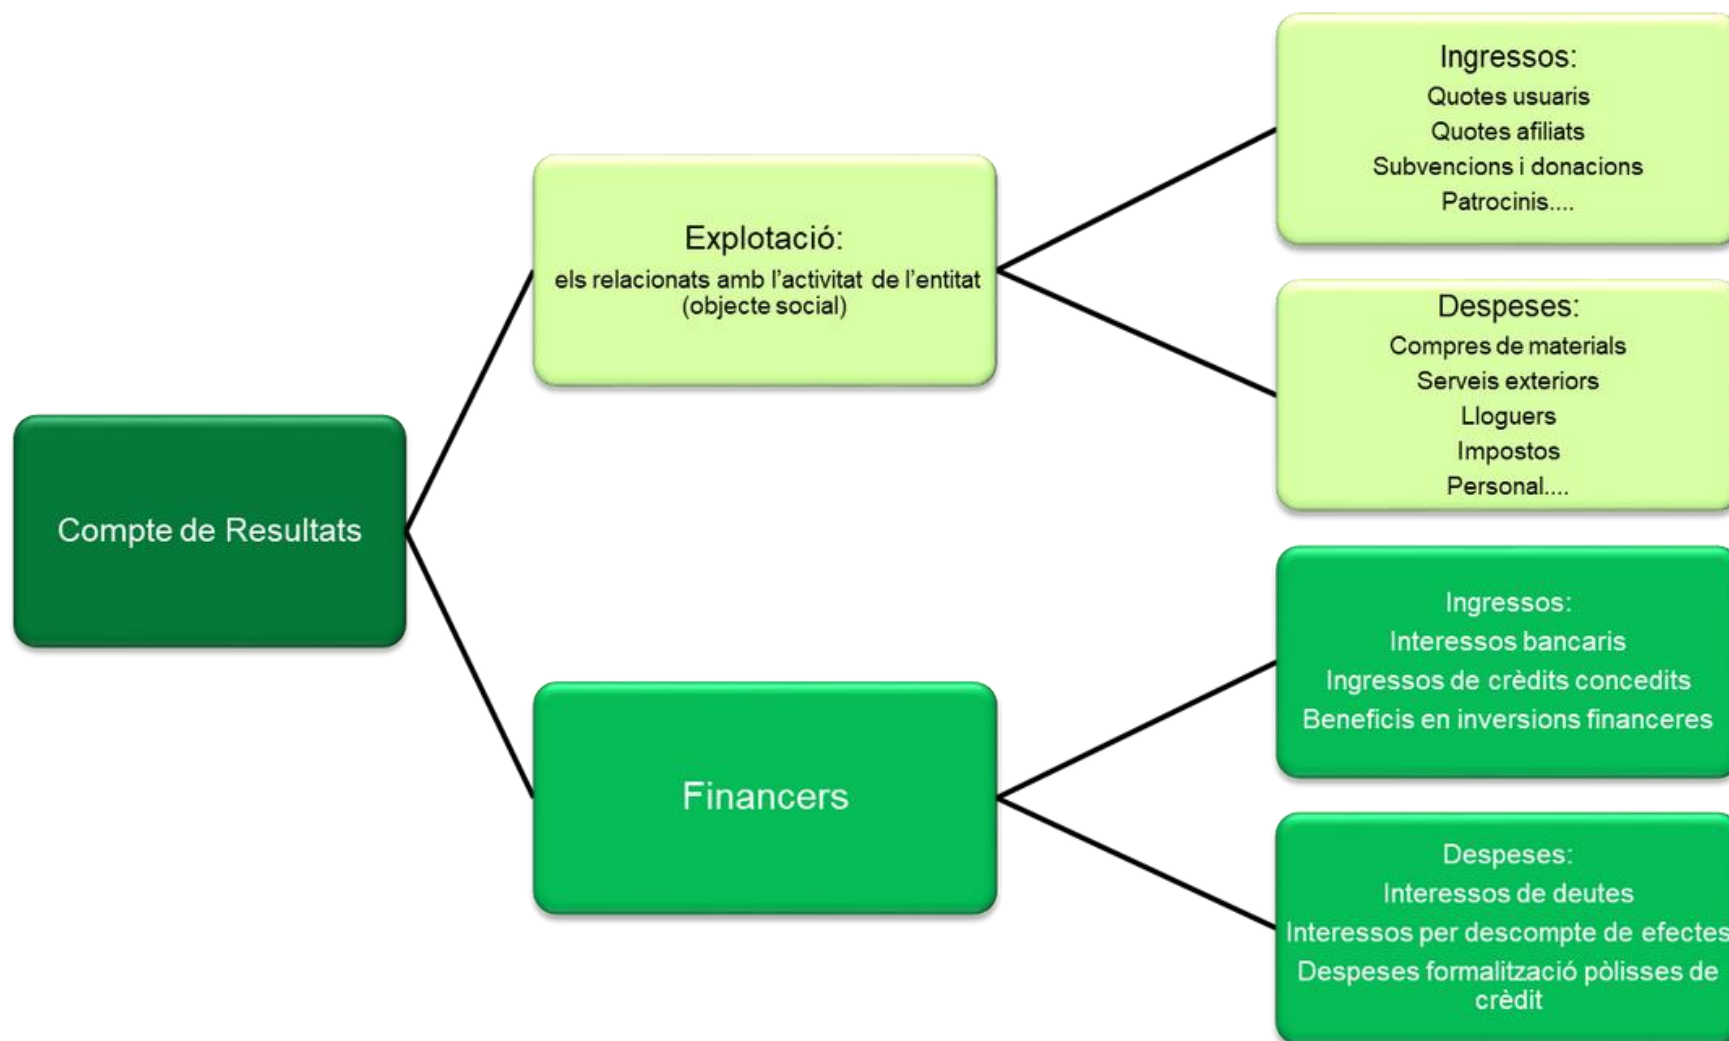 Compte de Resultats
Explotació:
els relacionats amb l'activitat de l'entitat
(objecte social)
Financers
Ingressos:
Quotes usuaris
Quotes afiliats
Subvencions i donacions
Patrocinis....
Despeses:
Compres de materials
Serveis exteriors
Lloguers
Impostos
Personal....
Ingressos:
Interessos bancaris
Ingressos de crèdits concedits
Beneficis en inversions financeres
Despeses:
Interessos de deutes
Interessos per descompte de efectes
Despeses formalització pòlisses de
crèdit